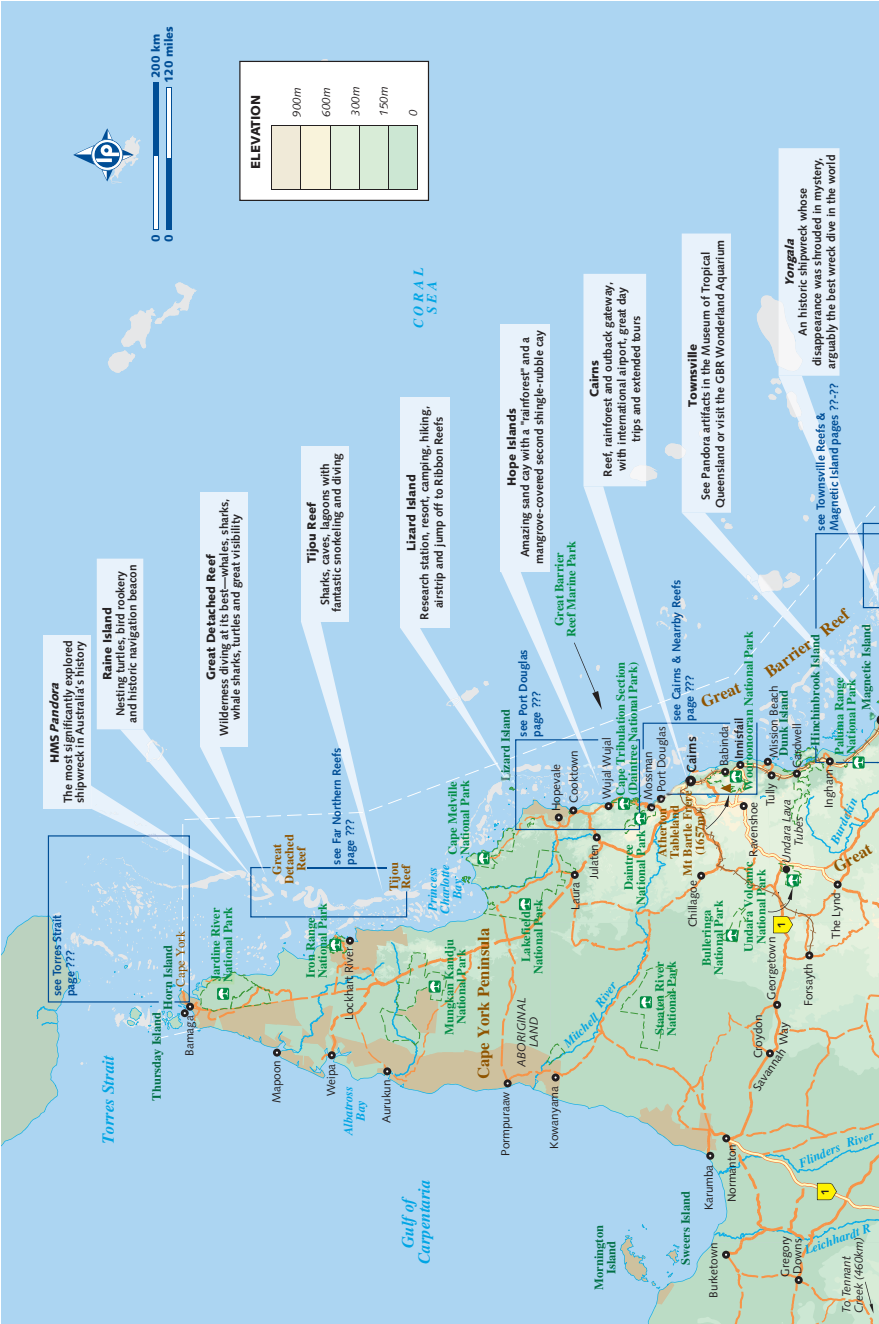 0
200 km
0
120 miles
lp
ELEVATION
900m
600m
300m
150m
0
CORAL
SEA
HMS Pandora
The most significantly explored
shipwreck in Australia's history
Raine Island
Nesting turtles, bird rookery
and historic navigation beacon
Great Detached Reef
Wilderness diving at its best—whales, sharks,
whale sharks, turtles and great visibility
Tijou Reef
Sharks, caves, lagoons with
fantastic snorkeling and diving
Lizard Island
Research station, resort, camping, hiking,
airstrip and jump off to Ribbon Reefs
Hope Islands
Amazing sand cay with a "rainforest" and a
mangrove-covered second shingle-rubble cay
Cairns
Reef, rainforest and outback gateway,
with international airport, great day
trips and extended tours
Townsville
See Pandora artifacts in the Museum of Tropical
Queensland or visit the GBR Wonderland Aquarium
Yongala
An historic shipwreck whose
disappearance was shrouded in mystery,
arguably the best wreck dive in the world
see Torres Strait
page ???
see Far Northern Reefs
page ???
see Port Douglas
page ???
see Cairns & Nearrby Reefs
page ???
see Townsville Reefs &
Magnetic Island pages ??-??
Great Barrier
Reef Marine Park
Great
Detached
Reef
Tijou
Reef
Great Barrier Reef
Torres Strait
Thursday Island
Horn Island
Cape York
Bamaga
Jardine River
National Park
Mapoon
Weipa
Albatross
Bay
Aurukun
Iron Range
National Park
Lockhart River
Mungkan Kandju
National Park
Princess
Charlotte
Bay
Cape Melville
National Park
Lizard Island
Cape York Peninsula
ABORIGINAL
LAND
Pormpuraaw
Kowanyama
Mitchell River
Lakefield
National Park
Laura
Hopevale
Cooktown
Julaten
Wujal Wujal
Cape Tribulation Section
(Daintree National Park)
Daintree
National Park
Mossman
Port Douglas
Staaten River
National Park
Chillagoe
Atherton
Tableland
Mt Bartle Frere
(1657m)
Cairns
Babinda
Innisfail
Wooroonooran National Park
Bulleringa
National Park
Undara Volcanic
National Park
Ravenshoe
Undara Lava
Tubes
Tully
Mission Beach
Dunk Island
Cardwell
Hinchinbrook Island
Ingham
Paluma Range
National Park
Magnetic Island
Burdekin
Great
The Lynd
1
Georgetown
Forsayth
Croydon
Savannah Way
Gulf of
Carpentaria
Karumba
Normanton
Flinders River
1
Mornington
Island
Sweers Island
Burketown
Gregory
Downs
Leichhardt R
To Tennant
Creek (460km)